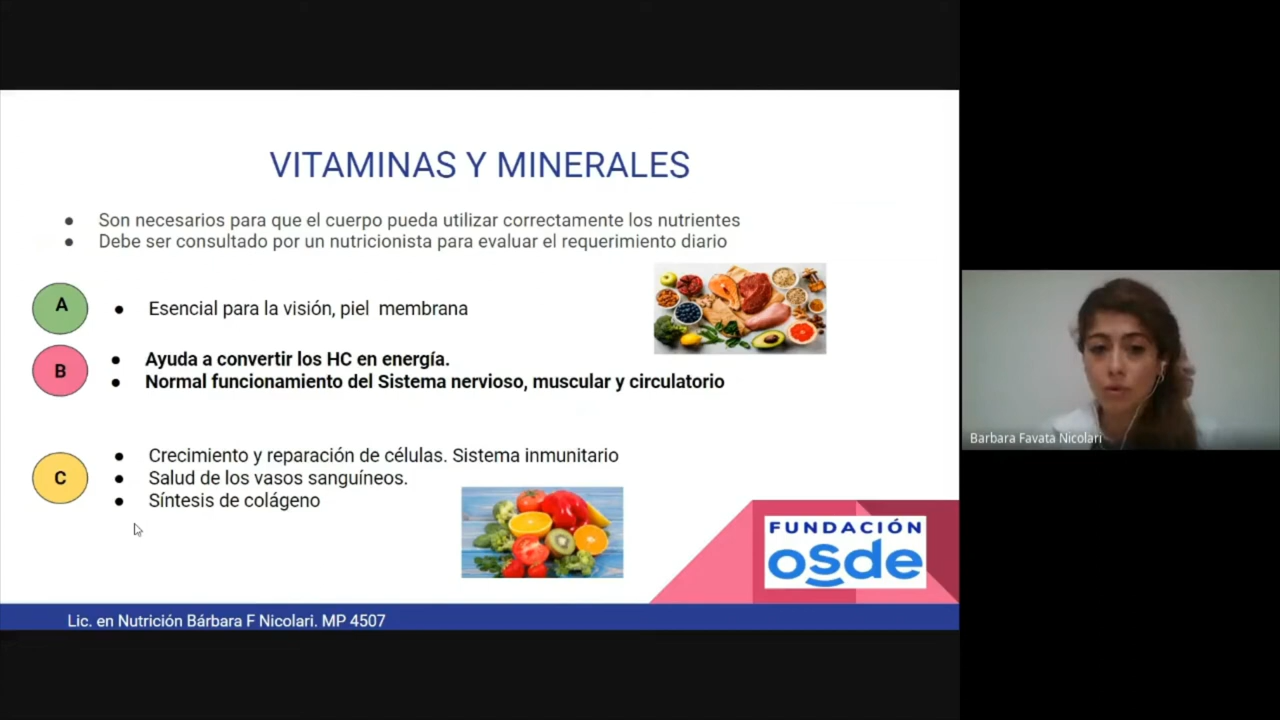 VITAMINAS Y MINERALES
● Son necesarios para que el cuerpo pueda utilizar correctamente los nutrientes
● Debe ser consultado por un nutricionista para evaluar el requerimiento diario
A
● Esencial para la visión, piel membrana
B
● Ayuda a convertir los HC en energía.
● Normal funcionamiento del Sistema nervioso, muscular y circulatorio
C
● Crecimiento y reparación de células. Sistema inmunitario
● Salud de los vasos sanguíneos.
● Síntesis de colágeno
FUNDACIÓN
osde
Lic. en Nutrición Bárbara F Nicolari. MP 4507
Barbara Favata Nicolari